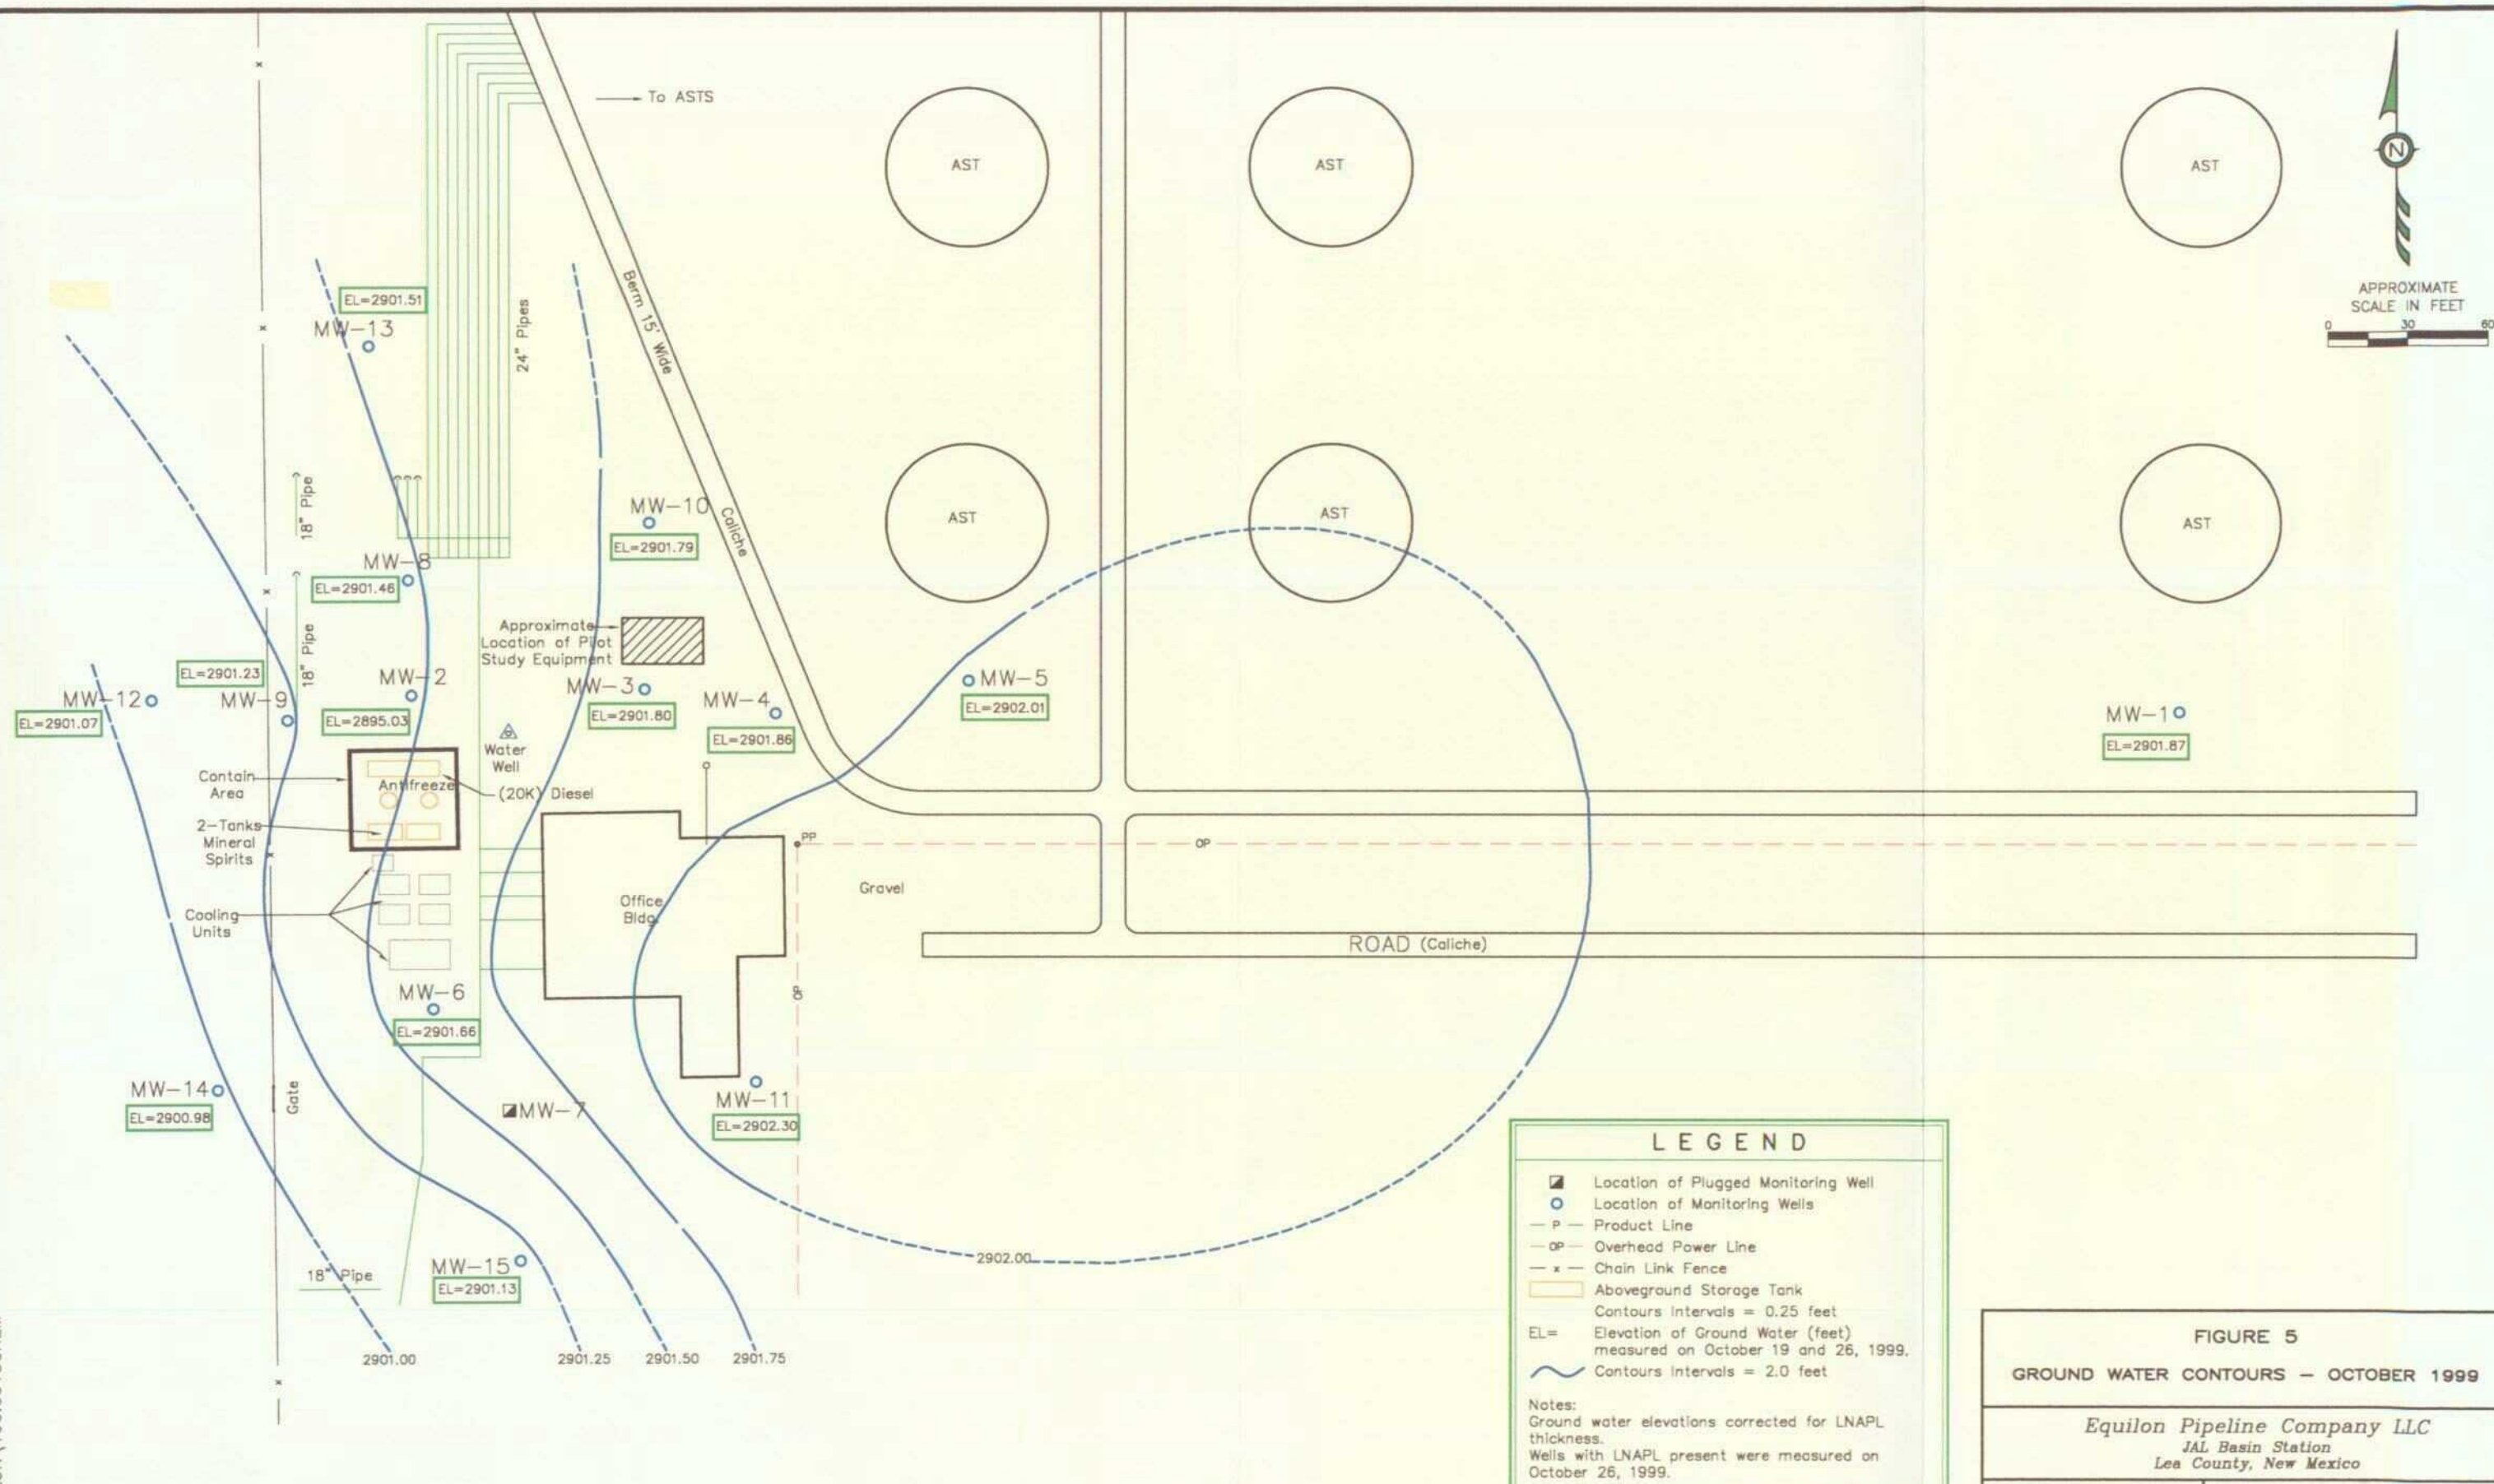 To ASTS
AST
AST
AST
N
APPROXIMATE
SCALE IN FEET
0 30 60
EL=2901.51
MW-13
24" Pipes
Berm 15' Wide
Caliche
18" Pipe
MW-10
EL=2901.79
AST
AST
AST
MW-8
EL=2901.46
18" Pipe
Approximate
Location of Pilot
Study Equipment
EL=2901.23
MW-9
MW-12
EL=2901.07
MW-2
EL=2895.03
MW-3
EL=2901.80
MW-4
EL=2901.86
MW-5
EL=2902.01
MW-1
EL=2901.87
Water
Well
Contain
Area
Antifreeze
(20K) Diesel
2-Tanks
Mineral
Spirits
PP
OP
Cooling
Units
Office
Bldg.
Gravel
ROAD (Caliche)
OP
MW-6
EL=2901.66
MW-14
EL=2900.98
Gate
MW-7
MW-11
EL=2902.30
2902.00
18" Pipe
MW-15
EL=2901.13
2901.00
2901.25
2901.50
2901.75
LEGEND
Location of Plugged Monitoring Well
Location of Monitoring Wells
P Product Line
OP Overhead Power Line
x Chain Link Fence
Aboveground Storage Tank
Contours Intervals = 0.25 feet
EL= Elevation of Ground Water (feet)
measured on October 19 and 26, 1999.
Contours Intervals = 2.0 feet
Notes:
Ground water elevations corrected for LNAPL
thickness.
Wells with LNAPL present were measured on
October 26, 1999.
FIGURE 5
GROUND WATER CONTOURS - OCTOBER 1999
Equilon Pipeline Company LLC
JAL Basin Station
Lea County, New Mexico